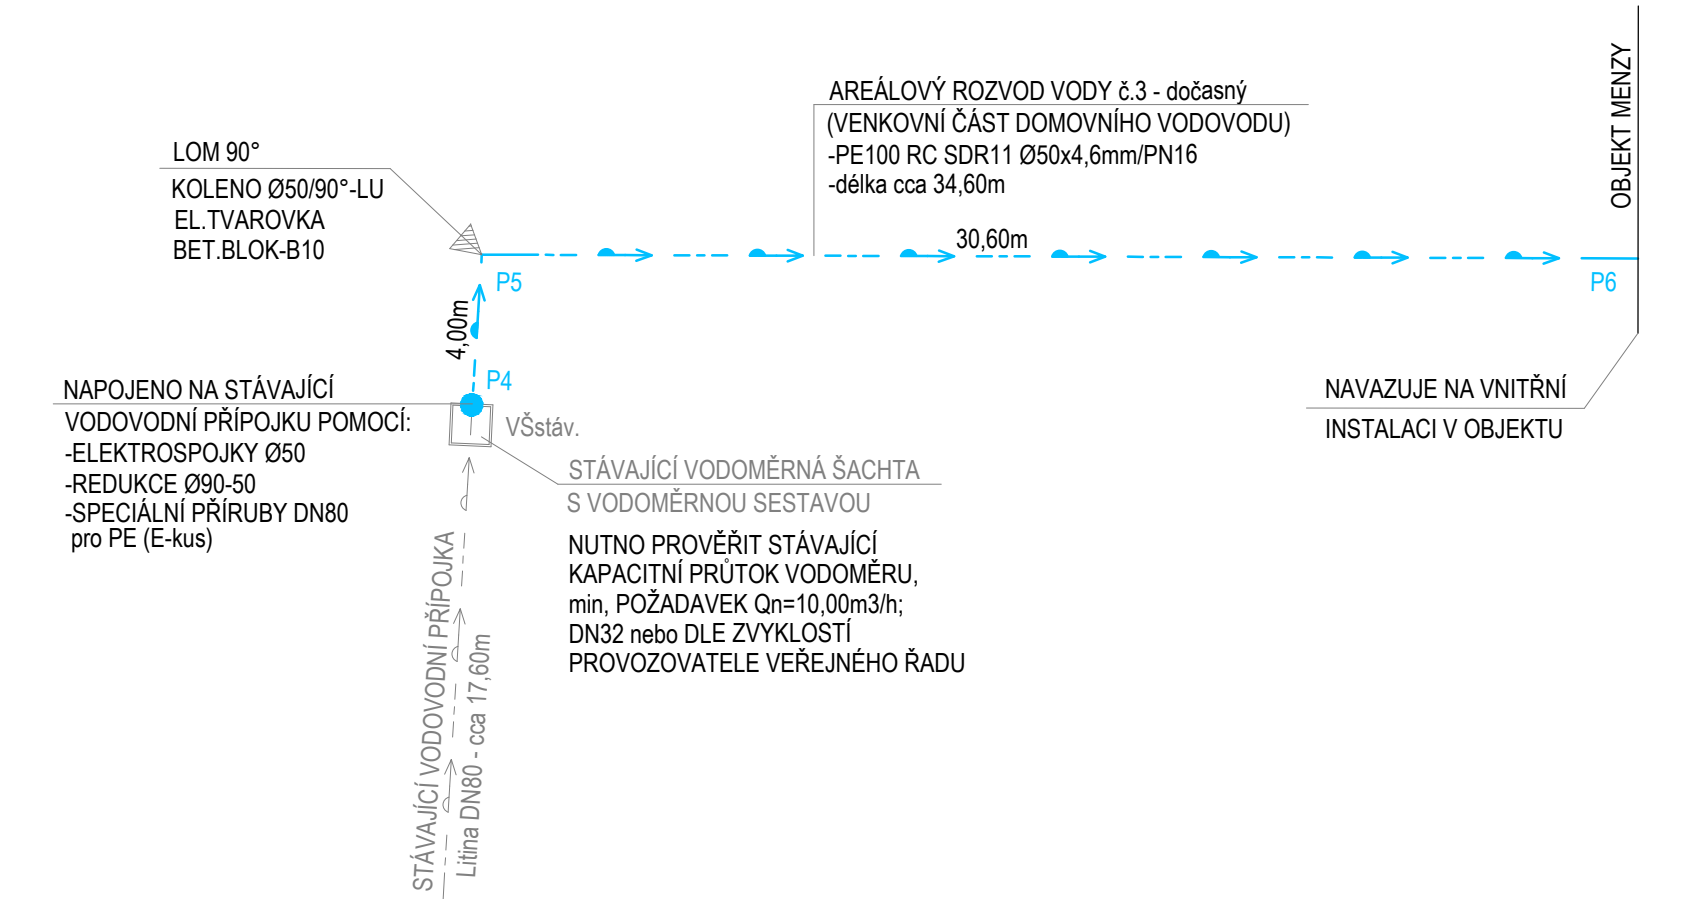 AREÁLOVÝ ROZVOD VODY č.3 - dočasný
(VENKOVNÍ ČÁST DOMOVNÍHO VODOVODU)
-PE100 RC SDR11 Ø50x4,6mm/PN16
-délka cca 34,60m
OBJEKT MENZY
LOM 90°
KOLENO Ø50/90°-LU
EL.TVAROVKA
BET.BLOK-B10
30,60m
P5
P6
4,00m
P4
NAPOJENO NA STÁVAJÍCÍ
VODOVODNÍ PŘÍPOJKU POMOCÍ:
-ELEKTROSPOJKY Ø50
-REDUKCE Ø90-50
-SPECIÁLNÍ PŘÍRUBY DN80
pro PE (E-kus)
VŠstáv.
STÁVAJÍCÍ VODOMĚRNÁ ŠACHTA
S VODOMĚRNOU SESTAVOU
NUTNO PROVĚŘIT STÁVAJÍCÍ
KAPACITNÍ PRŮTOK VODOMĚRU,
min, POŽADAVEK Qn=10,00m3/h;
DN32 nebo DLE ZVYKLOSTÍ
PROVOZOVATELE VEŘEJNÉHO ŘADU
NAVAZUJE NA VNITŘNÍ
INSTALACI V OBJEKTU
STÁVAJÍCÍ VODOVODNÍ PŘÍPOJKA
Litina DN80 - cca 17,60m